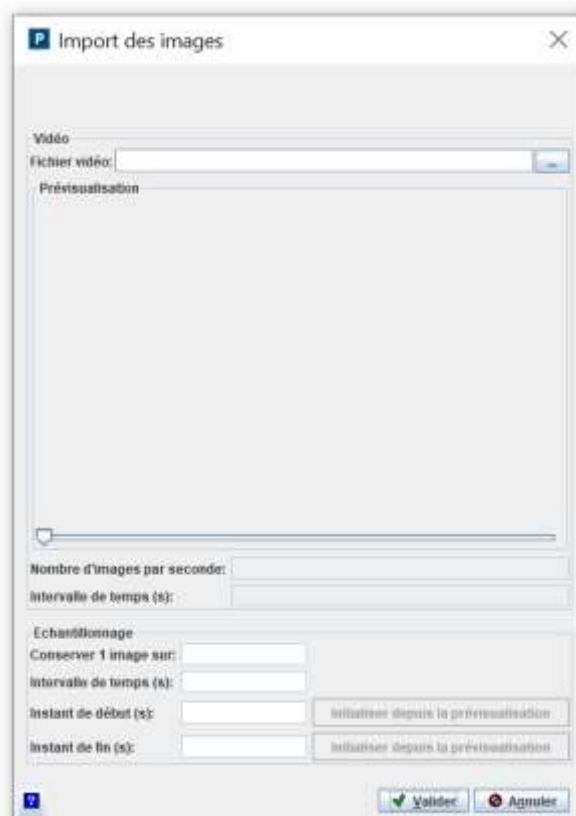 P Import des images
Vidéo
Fichier vidéo: ...
Prévisualisation
Nombre d'images par seconde:
Intervalle de temps (s):
Echantillonnage
Conserver 1 image sur:
Intervalle de temps (s):
Instant de début (s): Initialiser depuis la prévisualisation
Instant de fin (s): Initialiser depuis la prévisualisation
? Valider Annuler